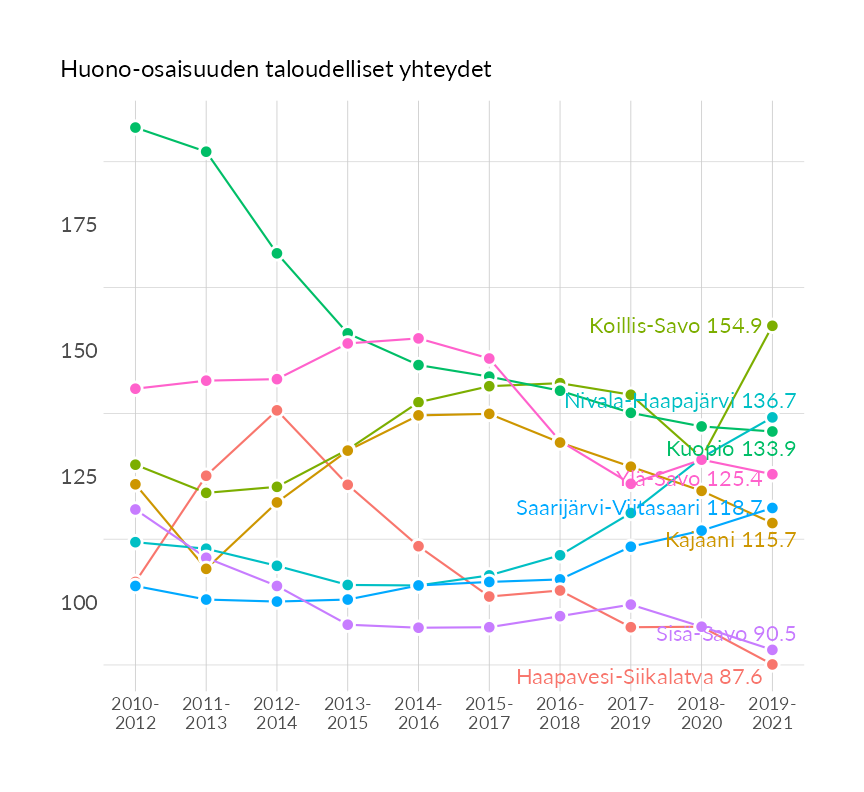 Huono-osaisuuden taloudelliset yhteydet
175
150
125
100
Koillis-Savo 154.9
Nivala-Haapajärvi 136.7
Kuopio 133.9
Ylä-Savo 125.4
Saarijärvi-Viitasaari 118.7
Kajaani 115.7
Sisä-Savo 90.5
Haapavesi-Siikalatva 87.6
2010- 2011- 2012- 2013- 2014- 2015- 2016- 2017- 2018- 2019-
2012 2013 2014 2015 2016 2017 2018 2019 2020 2021